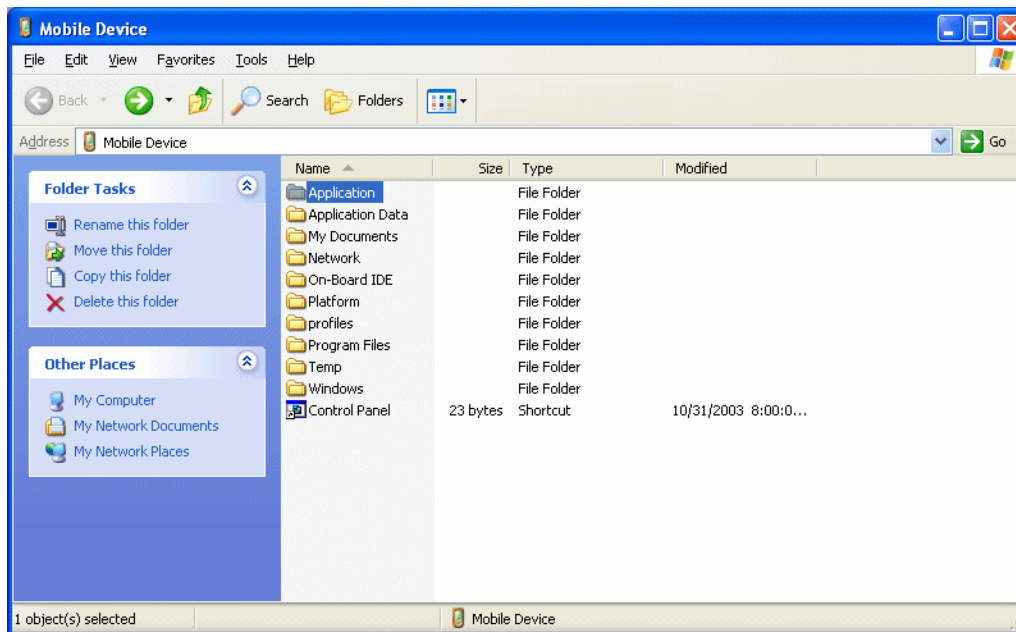 Mobile Device
File Edit View Favorites Tools Help
Back Search Folders
Address Mobile Device Go
Folder Tasks
Rename this folder
Move this folder
Copy this folder
Delete this folder
Other Places
My Computer
My Network Documents
My Network Places
Name Size Type Modified
Application File Folder
Application Data File Folder
My Documents File Folder
Network File Folder
On-Board IDE File Folder
Platform File Folder
profiles File Folder
Program Files File Folder
Temp File Folder
Windows File Folder
Control Panel 23 bytes Shortcut 10/31/2003 8:00:0...
1 object(s) selected Mobile Device